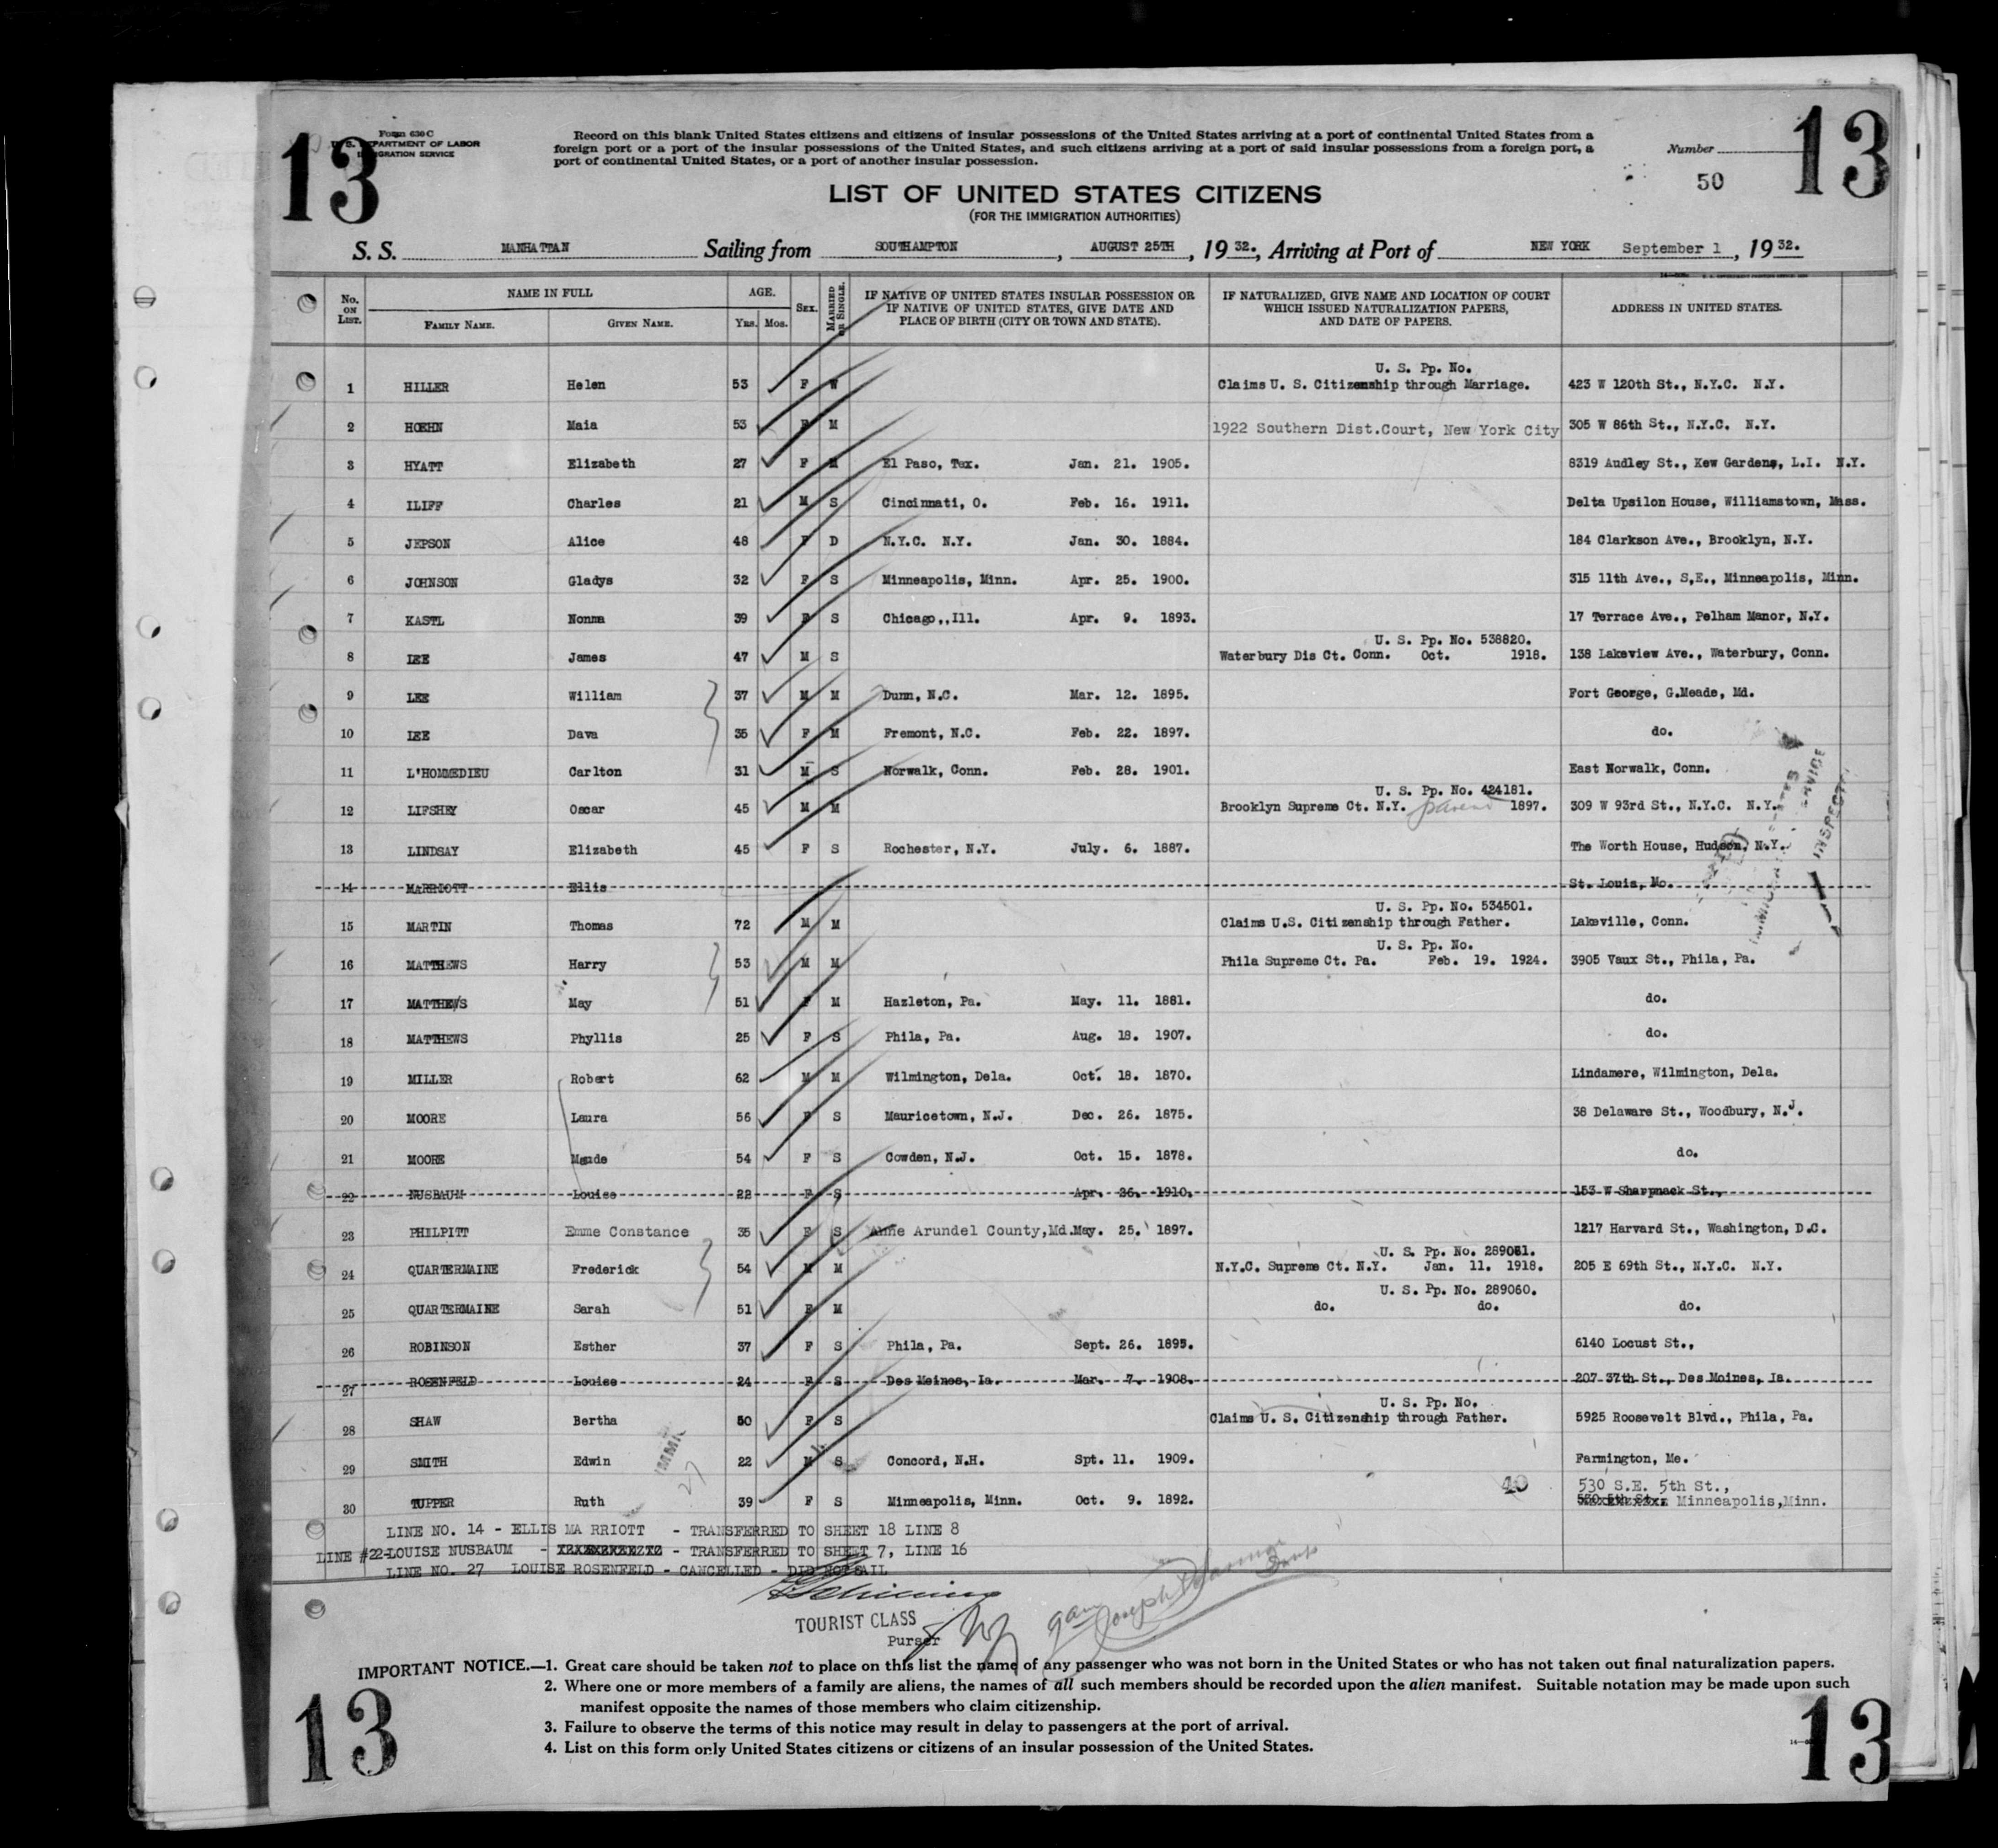 13
Form 630 C
U. S. DEPARTMENT OF LABOR
IMMIGRATION SERVICE
Record on this blank United States citizens and citizens of insular possessions of the United States arriving at a port of continental United States from a
foreign port or a port of the insular possessions of the United States, and such citizens arriving at a port of said insular possessions from a foreign port, a
port of continental United States, or a port of another insular possession.
Number
50
13
LIST OF UNITED STATES CITIZENS
(FOR THE IMMIGRATION AUTHORITIES)
S. S. MANHATTAN Sailing from SOUTHAMPTON, AUGUST 25TH, 19 32., Arriving at Port of NEW YORK September 1, 19 32.
No. ON LIST. NAME IN FULL AGE. SEX. MARRIED OR SINGLE. IF NATIVE OF UNITED STATES INSULAR POSSESSION OR IF NATIVE OF UNITED STATES, GIVE DATE AND PLACE OF BIRTH (CITY OR TOWN AND STATE). IF NATURALIZED, GIVE NAME AND LOCATION OF COURT WHICH ISSUED NATURALIZATION PAPERS, AND DATE OF PAPERS. ADDRESS IN UNITED STATES.
FAMILY NAME. GIVEN NAME. YRS. MOS.
U. S. Pp. No.
1 HILLER Helen 53 F W Claims U. S. Citizenship through Marriage. 423 W 120th St., N.Y.C. N.Y.
2 HOEHN Maia 53 F M 1922 Southern Dist.Court, New York City 305 W 86th St., N.Y.C. N.Y.
3 HYATT Elizabeth 27 F M El Paso, Tex. Jan. 21. 1905. 8319 Audley St., Kew Gardens, L.I. N.Y.
4 ILIFF Charles 21 M S Cincinnati, O. Feb. 16. 1911. Delta Upsilon House, Williamstown, Mass.
5 JEPSON Alice 48 F D N.Y.C. N.Y. Jan. 30. 1884. 184 Clarkson Ave., Brooklyn, N.Y.
6 JOHNSON Gladys 32 F S Minneapolis, Minn. Apr. 25. 1900. 315 11th Ave., S,E., Minneapolis, Minn.
7 KASTL Nonma 39 F S Chicago,,Ill. Apr. 9. 1893. 17 Terrace Ave., Pelham Manor, N.Y.
U. S. Pp. No. 538820.
8 LEE James 47 M S Waterbury Dis Ct. Conn. Oct. 1918. 138 Lakeview Ave., Waterbury, Conn.
9 LEE William 37 M M Dunn, N.C. Mar. 12. 1895. Fort George, G.Meade, Md.
10 LEE Dava 35 F M Fremont, N.C. Feb. 22. 1897. do.
11 L'HOMMEDIEU Carlton 31 M S Norwalk, Conn. Feb. 28. 1901. East Norwalk, Conn.
U. S. Pp. No. 424181.
12 LIFSHEY Oscar 45 M M Brooklyn Supreme Ct. N.Y. parent 1897. 309 W 93rd St., N.Y.C. N.Y.
13 LINDSAY Elizabeth 45 F S Rochester, N.Y. July. 6. 1887. The Worth House, Hudson, N.Y.
14 MARRIOTT Ellis St. Louis, Mo.
U. S. Pp. No. 534501.
15 MARTIN Thomas 72 M M Claims U.S. Citizenship through Father. Lakeville, Conn.
U. S. Pp. No.
16 MATTHEWS Harry 53 M M Phila Supreme Ct. Pa. Feb. 19. 1924. 3905 Vaux St., Phila, Pa.
17 MATTHEWS May 51 F M Hazleton, Pa. May. 11. 1881. do.
18 MATTHEWS Phyllis 25 F S Phila, Pa. Aug. 18. 1907. do.
19 MILLER Robert 62 M M Wilmington, Dela. Oct. 18. 1870. Lindamere, Wilmington, Dela.
20 MOORE Laura 56 F S Mauricetown, N.J. Dec. 26. 1875. 38 Delaware St., Woodbury, N.J.
21 MOORE Maude 54 F S Cowden, N.J. Oct. 15. 1878. do.
22 NUSBAUM Louise 22 F S Apr. 26. 1910. 153 W Sharpnack St.,
23 PHILPITT Emme Constance 35 F S Anne Arundel County,Md.May. 25. 1897. 1217 Harvard St., Washington, D.C.
U. S. Pp. No. 289061.
24 QUARTERMAINE Frederick 54 M M N.Y.C. Supreme Ct. N.Y. Jan. 11. 1918. 205 E 69th St., N.Y.C. N.Y.
U. S. Pp. No. 289060.
25 QUARTERMAINE Sarah 51 F M do. do. do.
26 ROBINSON Esther 37 F S Phila, Pa. Sept. 26. 1895. 6140 Locust St.,
27 ROSENFELD Louise 24 F S Des Moines, Ia. Mar. 7. 1908. 207 37th St., Des Moines, Ia.
U. S. Pp. No.
28 SHAW Bertha 50 F S Claims U. S. Citizenship through Father. 5925 Roosevelt Blvd., Phila, Pa.
29 SMITH Edwin 22 M S Concord, N.H. Spt. 11. 1909. Farmington, Me.
530 S.E. 5th St.,
30 TUPPER Ruth 39 F S Minneapolis, Minn. Oct. 9. 1892. Minneapolis,Minn.
LINE NO. 14 - ELLIS MA RRIOTT - TRANSFERRED TO SHEET 18 LINE 8
LINE #22-LOUISE NUSBAUM - TRANSFERRED TO SHEET 7, LINE 16
LINE NO. 27 LOUISE ROSENFELD - CANCELLED - DID NOT SAIL
TOURIST CLASS
Purser
IMPORTANT NOTICE.—1. Great care should be taken not to place on this list the name of any passenger who was not born in the United States or who has not taken out final naturalization papers.
2. Where one or more members of a family are aliens, the names of all such members should be recorded upon the alien manifest. Suitable notation may be made upon such
manifest opposite the names of those members who claim citizenship.
3. Failure to observe the terms of this notice may result in delay to passengers at the port of arrival.
4. List on this form only United States citizens or citizens of an insular possession of the United States.
13
13